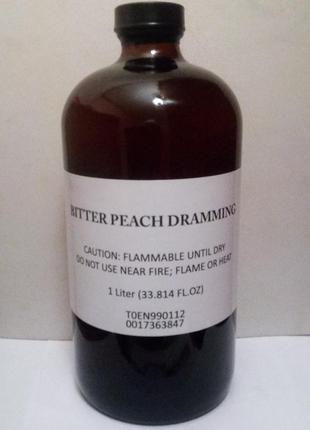 BITTER PEACH DRAMMING
CAUTION: FLAMMABLE UNTIL DRY
DO NOT USE NEAR FIRE; FLAME OR HEAT
1 Liter (33.814 FL.OZ)
T0EN990112
0017363847